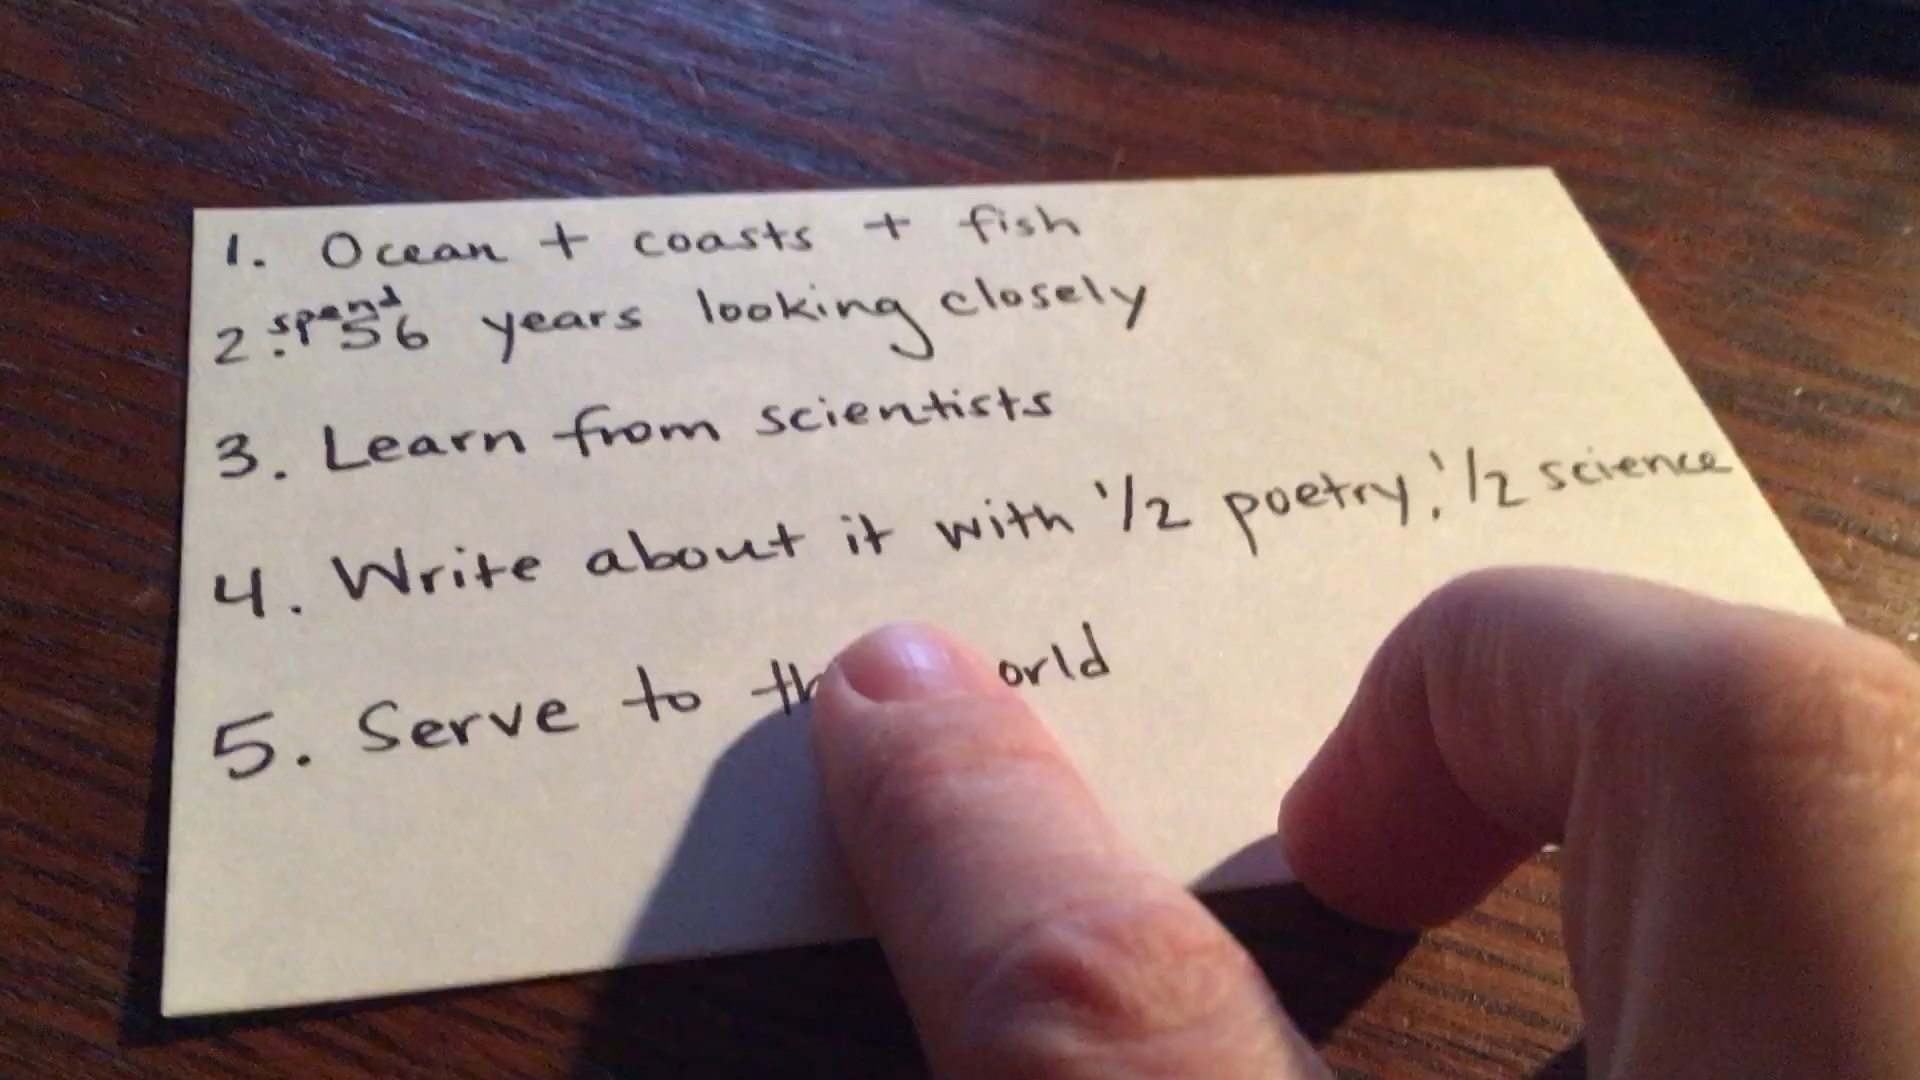 1. Ocean + coasts + fish
2. spend 56 years looking closely
3. Learn from scientists
4. Write about it with 1/2 poetry, 1/2 science
5. Serve to